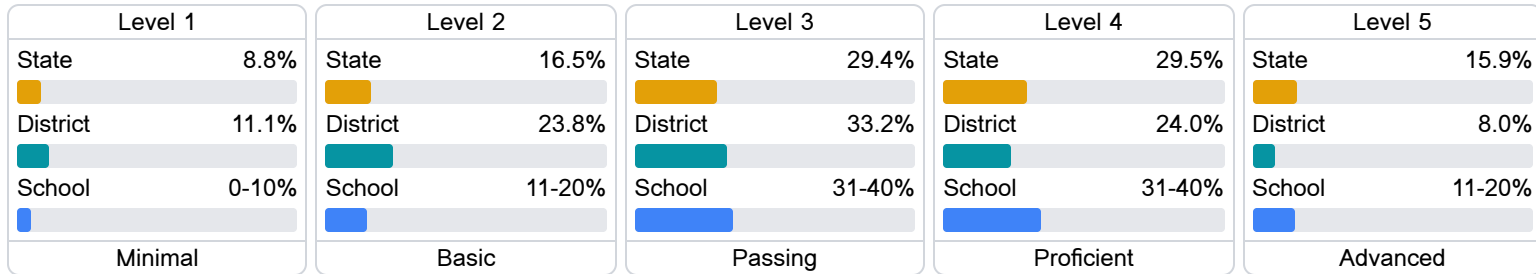 Level 1
State 8.8%
District 11.1%
School 0-10%
Minimal
Level 2
State 16.5%
District 23.8%
School 11-20%
Basic
Level 3
State 29.4%
District 33.2%
School 31-40%
Passing
Level 4
State 29.5%
District 24.0%
School 31-40%
Proficient
Level 5
State 15.9%
District 8.0%
School 11-20%
Advanced